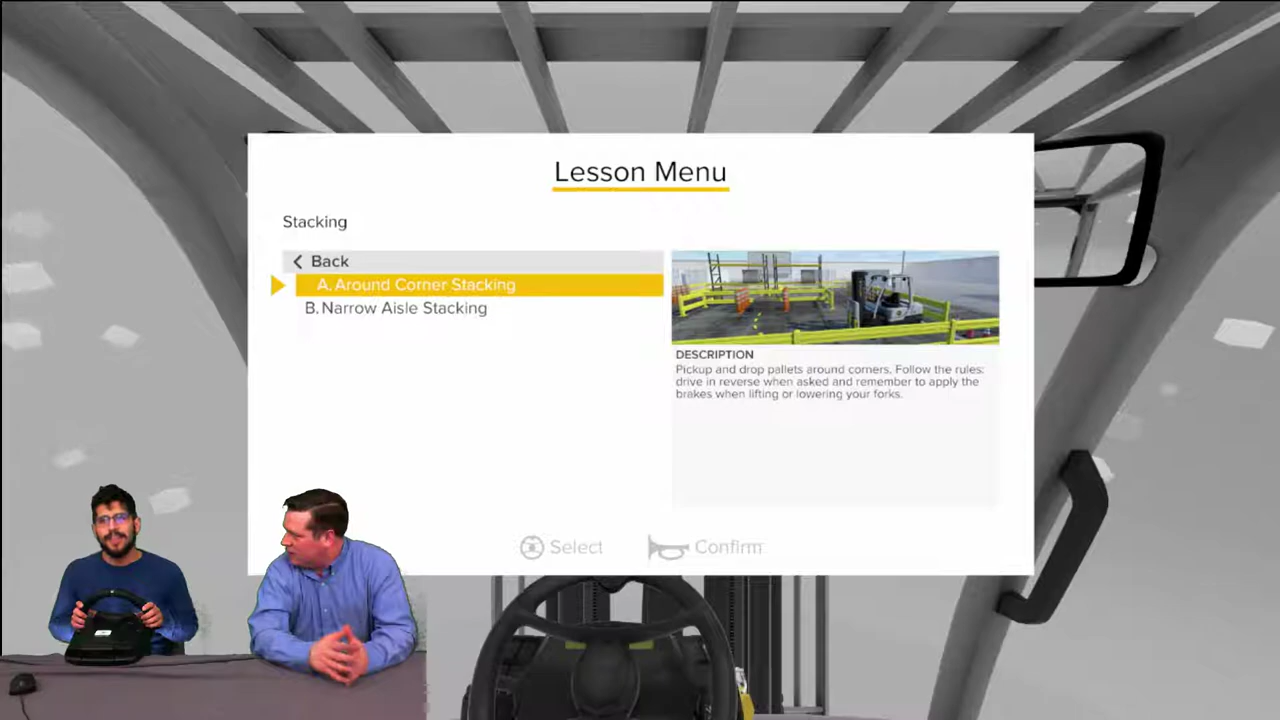 Lesson Menu
Stacking
Back
A. Around Corner Stacking
B. Narrow Aisle Stacking
DESCRIPTION
Pickup and drop pallets around corners. Follow the rules:
drive in reverse when asked and remember to apply the
brakes when lifting or lowering your forks.
Select
Confirm